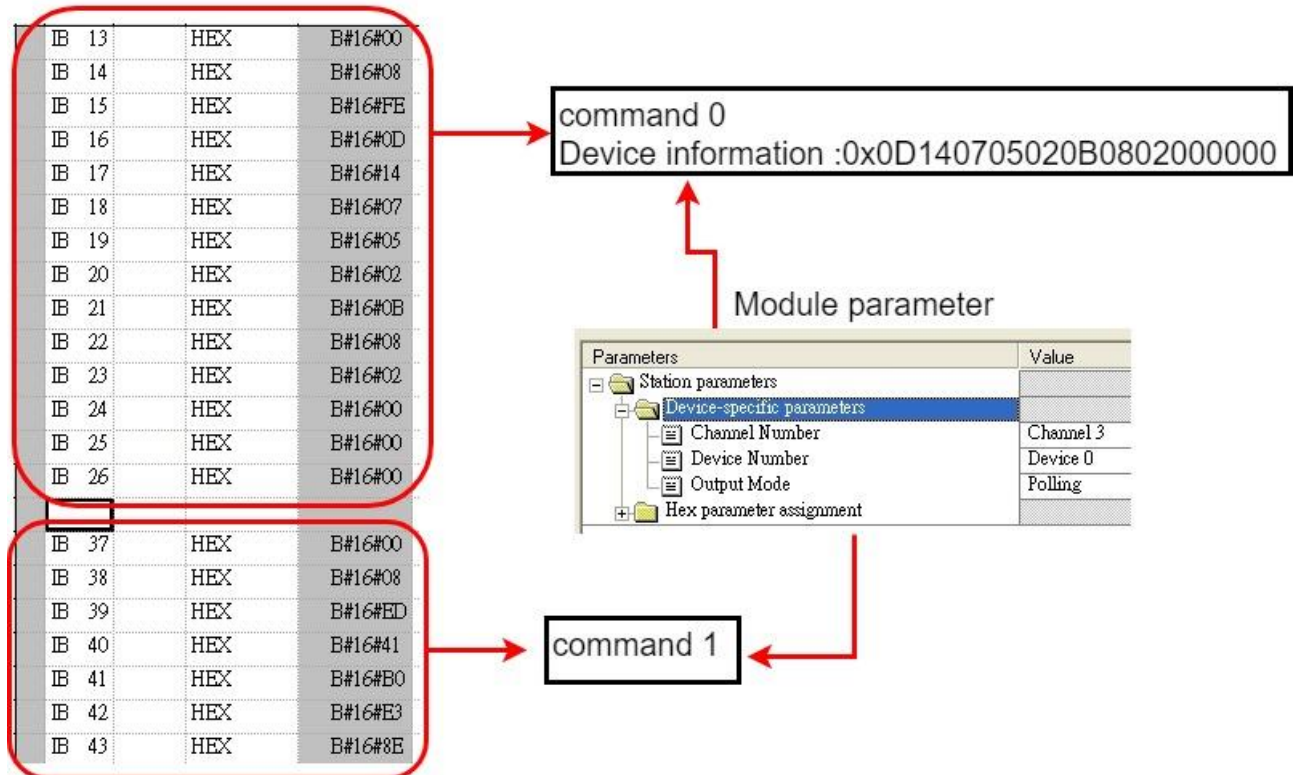 IB 13 HEX B#16#00
IB 14 HEX B#16#08
IB 15 HEX B#16#FE
IB 16 HEX B#16#0D
IB 17 HEX B#16#14
IB 18 HEX B#16#07
IB 19 HEX B#16#05
IB 20 HEX B#16#02
IB 21 HEX B#16#0B
IB 22 HEX B#16#08
IB 23 HEX B#16#02
IB 24 HEX B#16#00
IB 25 HEX B#16#00
IB 26 HEX B#16#00
IB 37 HEX B#16#00
IB 38 HEX B#16#08
IB 39 HEX B#16#ED
IB 40 HEX B#16#41
IB 41 HEX B#16#B0
IB 42 HEX B#16#E3
IB 43 HEX B#16#8E
command 0
Device information :0x0D140705020B0802000000
Module parameter
Parameters Value
Station parameters
Device-specific parameters
Channel Number Channel 3
Device Number Device 0
Output Mode Polling
Hex parameter assignment
command 1